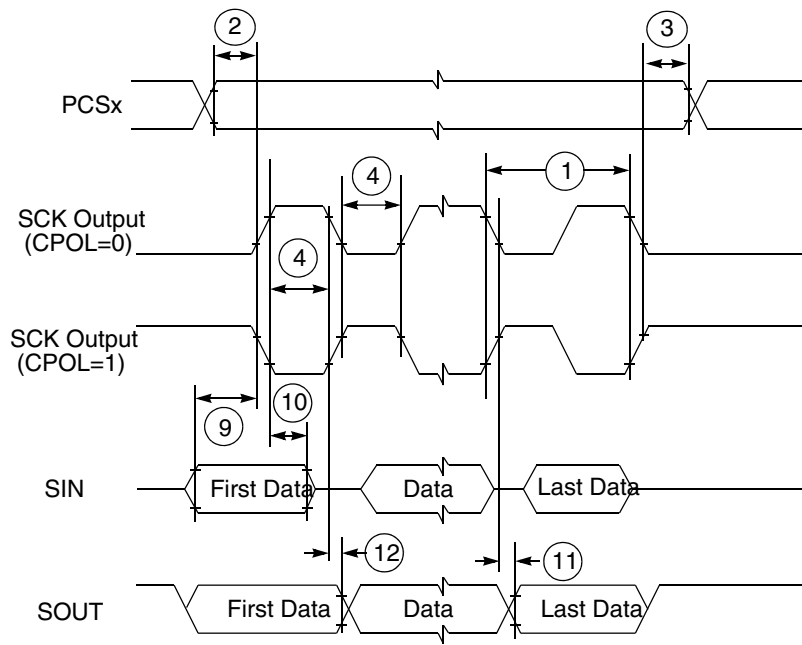 2
3
PCSx
4
1
SCK Output
(CPOL=0)
4
SCK Output
(CPOL=1)
9
10
SIN
First Data
Data
Last Data
12
11
SOUT
First Data
Data
Last Data